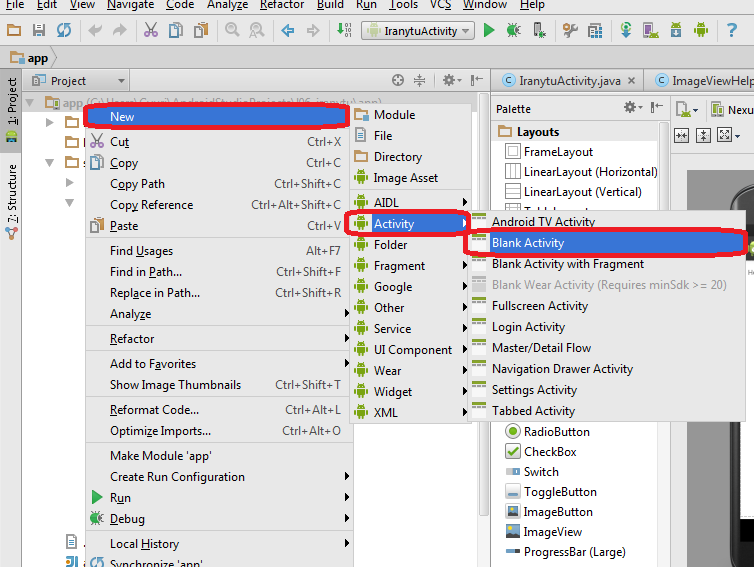 File Edit View Navigate Code Analyze Refactor Build Run Tools VCS Window Help
IranytuActivity
app
Project
IranytuActivity.java
ImageViewHelp
1: Project
7: Structure
Palette
Nexu
Layouts
FrameLayout
LinearLayout (Horizontal)
LinearLayout (Vertical)
RadioButton
CheckBox
Switch
ToggleButton
ImageButton
ImageView
ProgressBar (Large)
New
Cut Ctrl+X
Copy Ctrl+C
Copy Path Ctrl+Shift+C
Copy Reference Ctrl+Alt+Shift+C
Paste Ctrl+V
Find Usages Alt+F7
Find in Path... Ctrl+Shift+F
Replace in Path... Ctrl+Shift+R
Analyze
Refactor
Add to Favorites
Show Image Thumbnails Ctrl+Shift+T
Reformat Code... Ctrl+Alt+L
Optimize Imports... Ctrl+Alt+O
Make Module 'app'
Create Run Configuration
Run
Debug
Local History
Synchronize 'app'
Module
File
Directory
Image Asset
AIDL
Activity
Folder
Fragment
Google
Other
Service
UI Component
Wear
Widget
XML
Android TV Activity
Blank Activity
Blank Activity with Fragment
Blank Wear Activity (Requires minSdk >= 20)
Fullscreen Activity
Login Activity
Master/Detail Flow
Navigation Drawer Activity
Settings Activity
Tabbed Activity